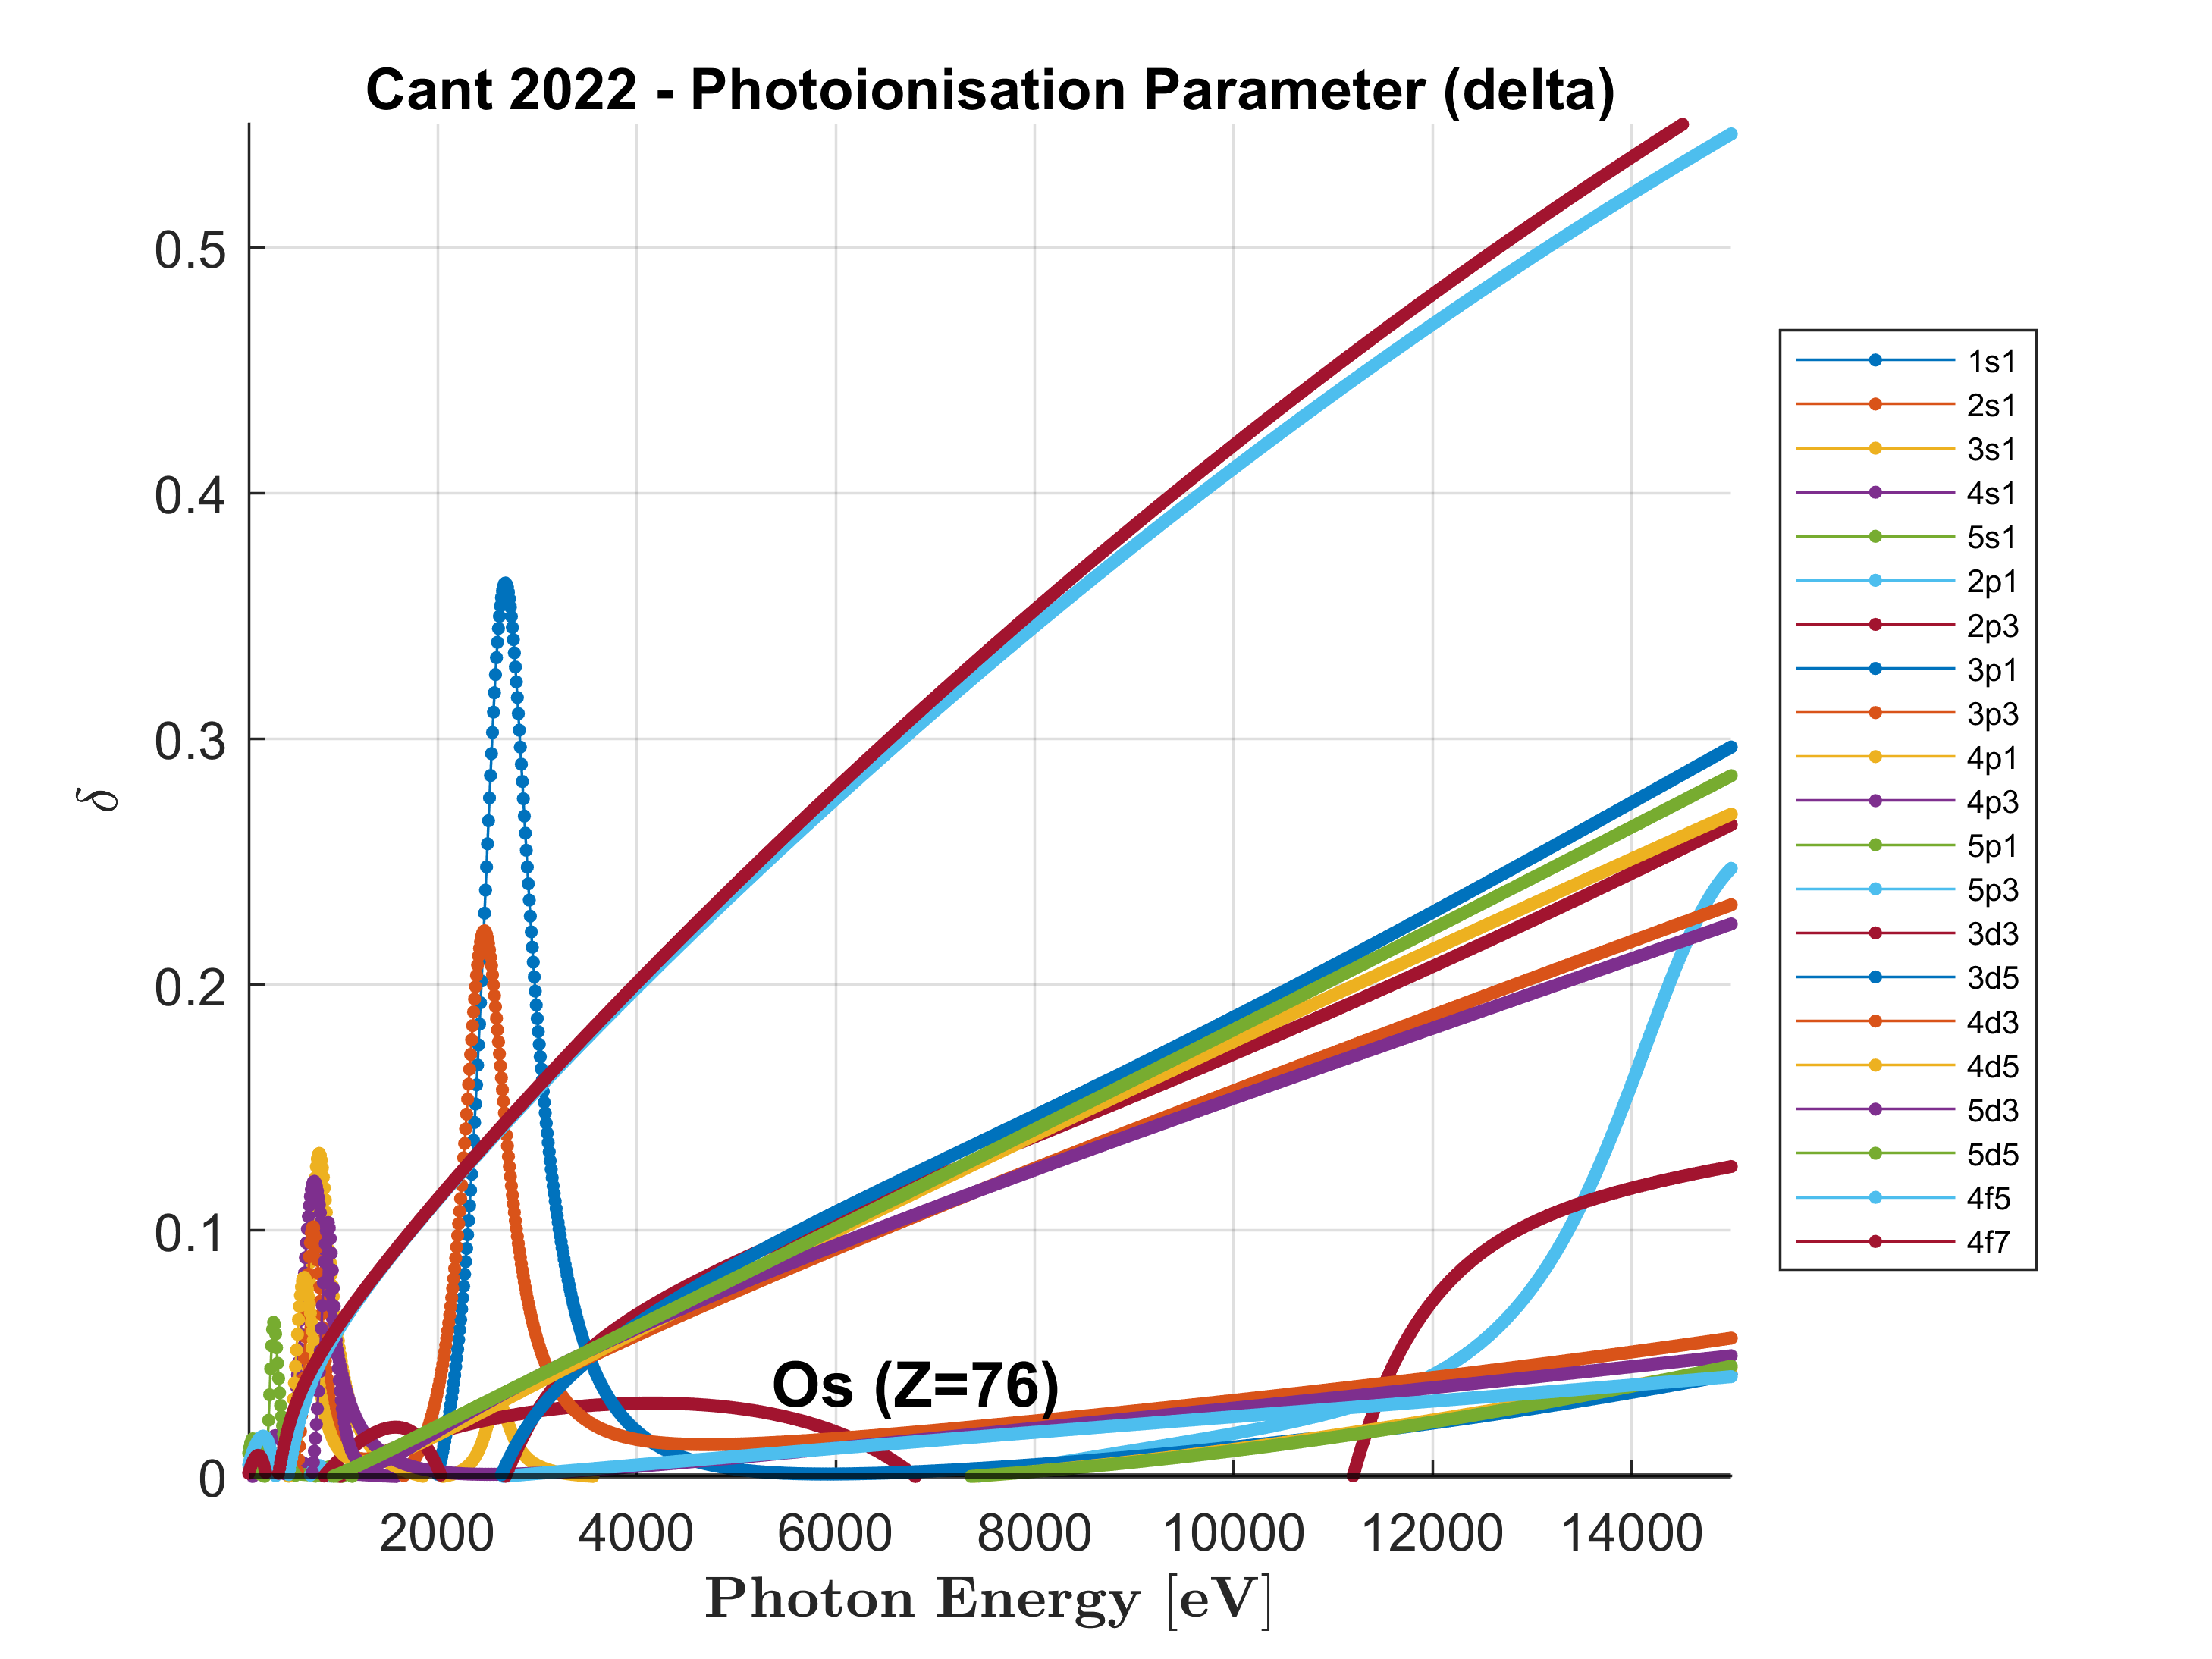 Cant 2022 - Photoionisation Parameter (delta)
0.5
0.4
0.3
0.2
0.1
0
δ
Os (Z=76)
2000 4000 6000 8000 10000 12000 14000
Photon Energy [eV]
1s1
2s1
3s1
4s1
5s1
2p1
2p3
3p1
3p3
4p1
4p3
5p1
5p3
3d3
3d5
4d3
4d5
5d3
5d5
4f5
4f7